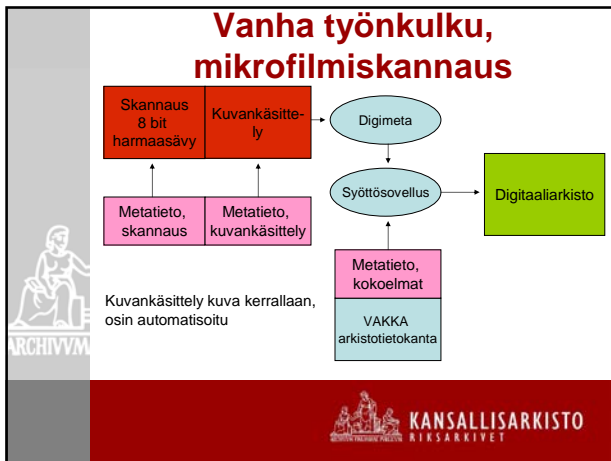 Vanha työnkulku,
mikrofilmiskannaus
Skannaus
8 bit
harmaasävy
Kuvankäsitte-
ly
Digimeta
Syöttösovellus
Digitaaliarkisto
Metatieto,
skannaus
Metatieto,
kuvankäsittely
Metatieto,
kokoelmat
VAKKA
arkistotietokanta
Kuvankäsittely kuva kerrallaan,
osin automatisoitu
ARCHIVVM
KANSALLISARKISTO
RIKSARKIVET